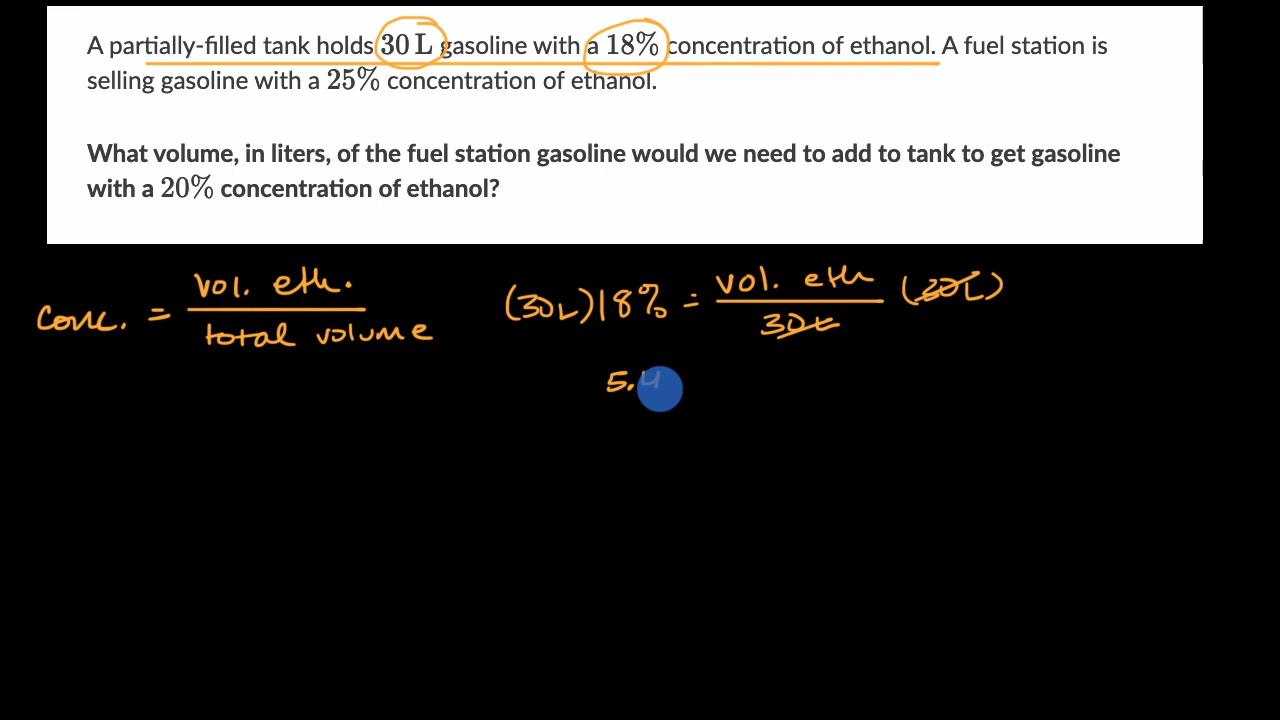 A partially-filled tank holds 30 L gasoline with a 18% concentration of ethanol. A fuel station is
selling gasoline with a 25% concentration of ethanol.
What volume, in liters, of the fuel station gasoline would we need to add to tank to get gasoline
with a 20% concentration of ethanol?
Conc. = vol. eth. / total volume
(30L)18% = vol. eth / 30L (30L)
5.4